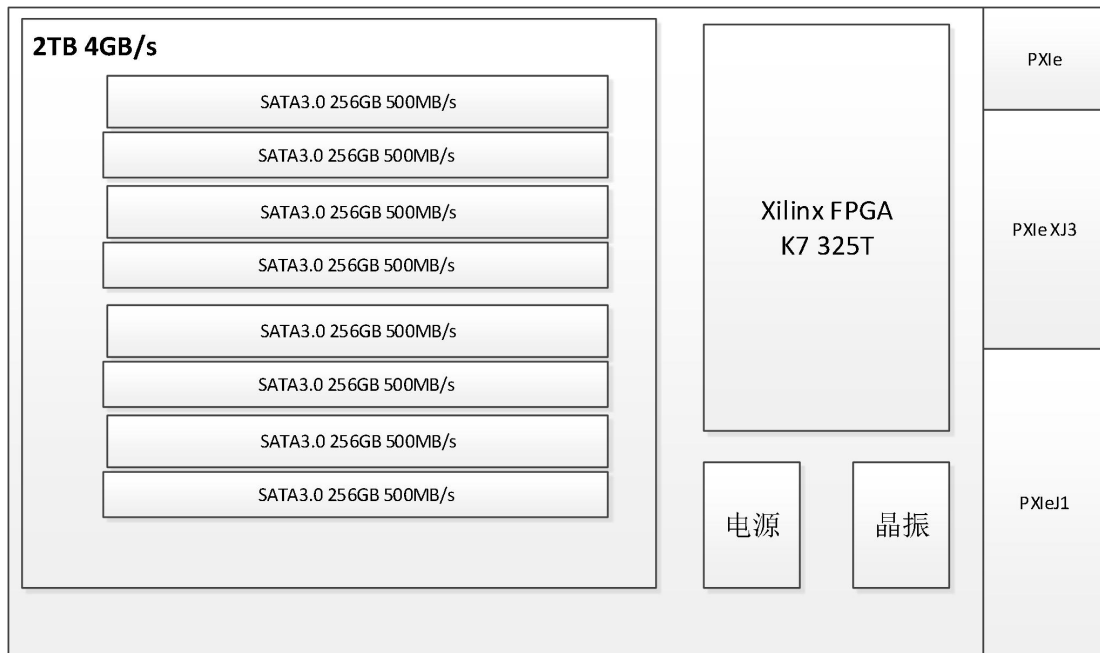 2TB 4GB/s
SATA3.0 256GB 500MB/s
SATA3.0 256GB 500MB/s
SATA3.0 256GB 500MB/s
SATA3.0 256GB 500MB/s
SATA3.0 256GB 500MB/s
SATA3.0 256GB 500MB/s
SATA3.0 256GB 500MB/s
SATA3.0 256GB 500MB/s
Xilinx FPGA
K7 325T
电源
晶振
PXIe
PXIe XJ3
PXIeJ1